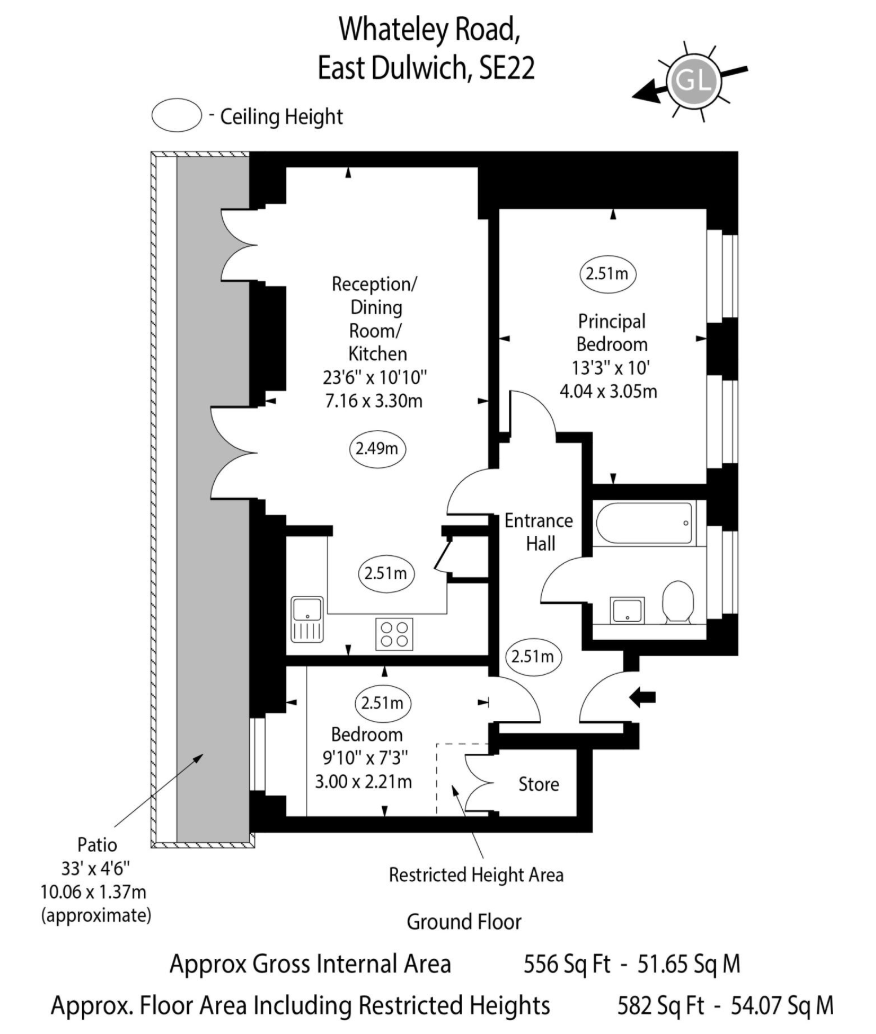 Whateley Road,
East Dulwich, SE22
GL
- Ceiling Height
2.51m
Reception/
Dining
Room/
Kitchen
23'6" x 10'10"
7.16 x 3.30m
Principal
Bedroom
13'3" x 10'
4.04 x 3.05m
2.49m
Entrance
Hall
2.51m
2.51m
2.51m
Bedroom
9'10" x 7'3"
3.00 x 2.21m
Store
Patio
33' x 4'6"
10.06 x 1.37m
(approximate)
Restricted Height Area
Ground Floor
Approx Gross Internal Area 556 Sq Ft - 51.65 Sq M
Approx. Floor Area Including Restricted Heights 582 Sq Ft - 54.07 Sq M